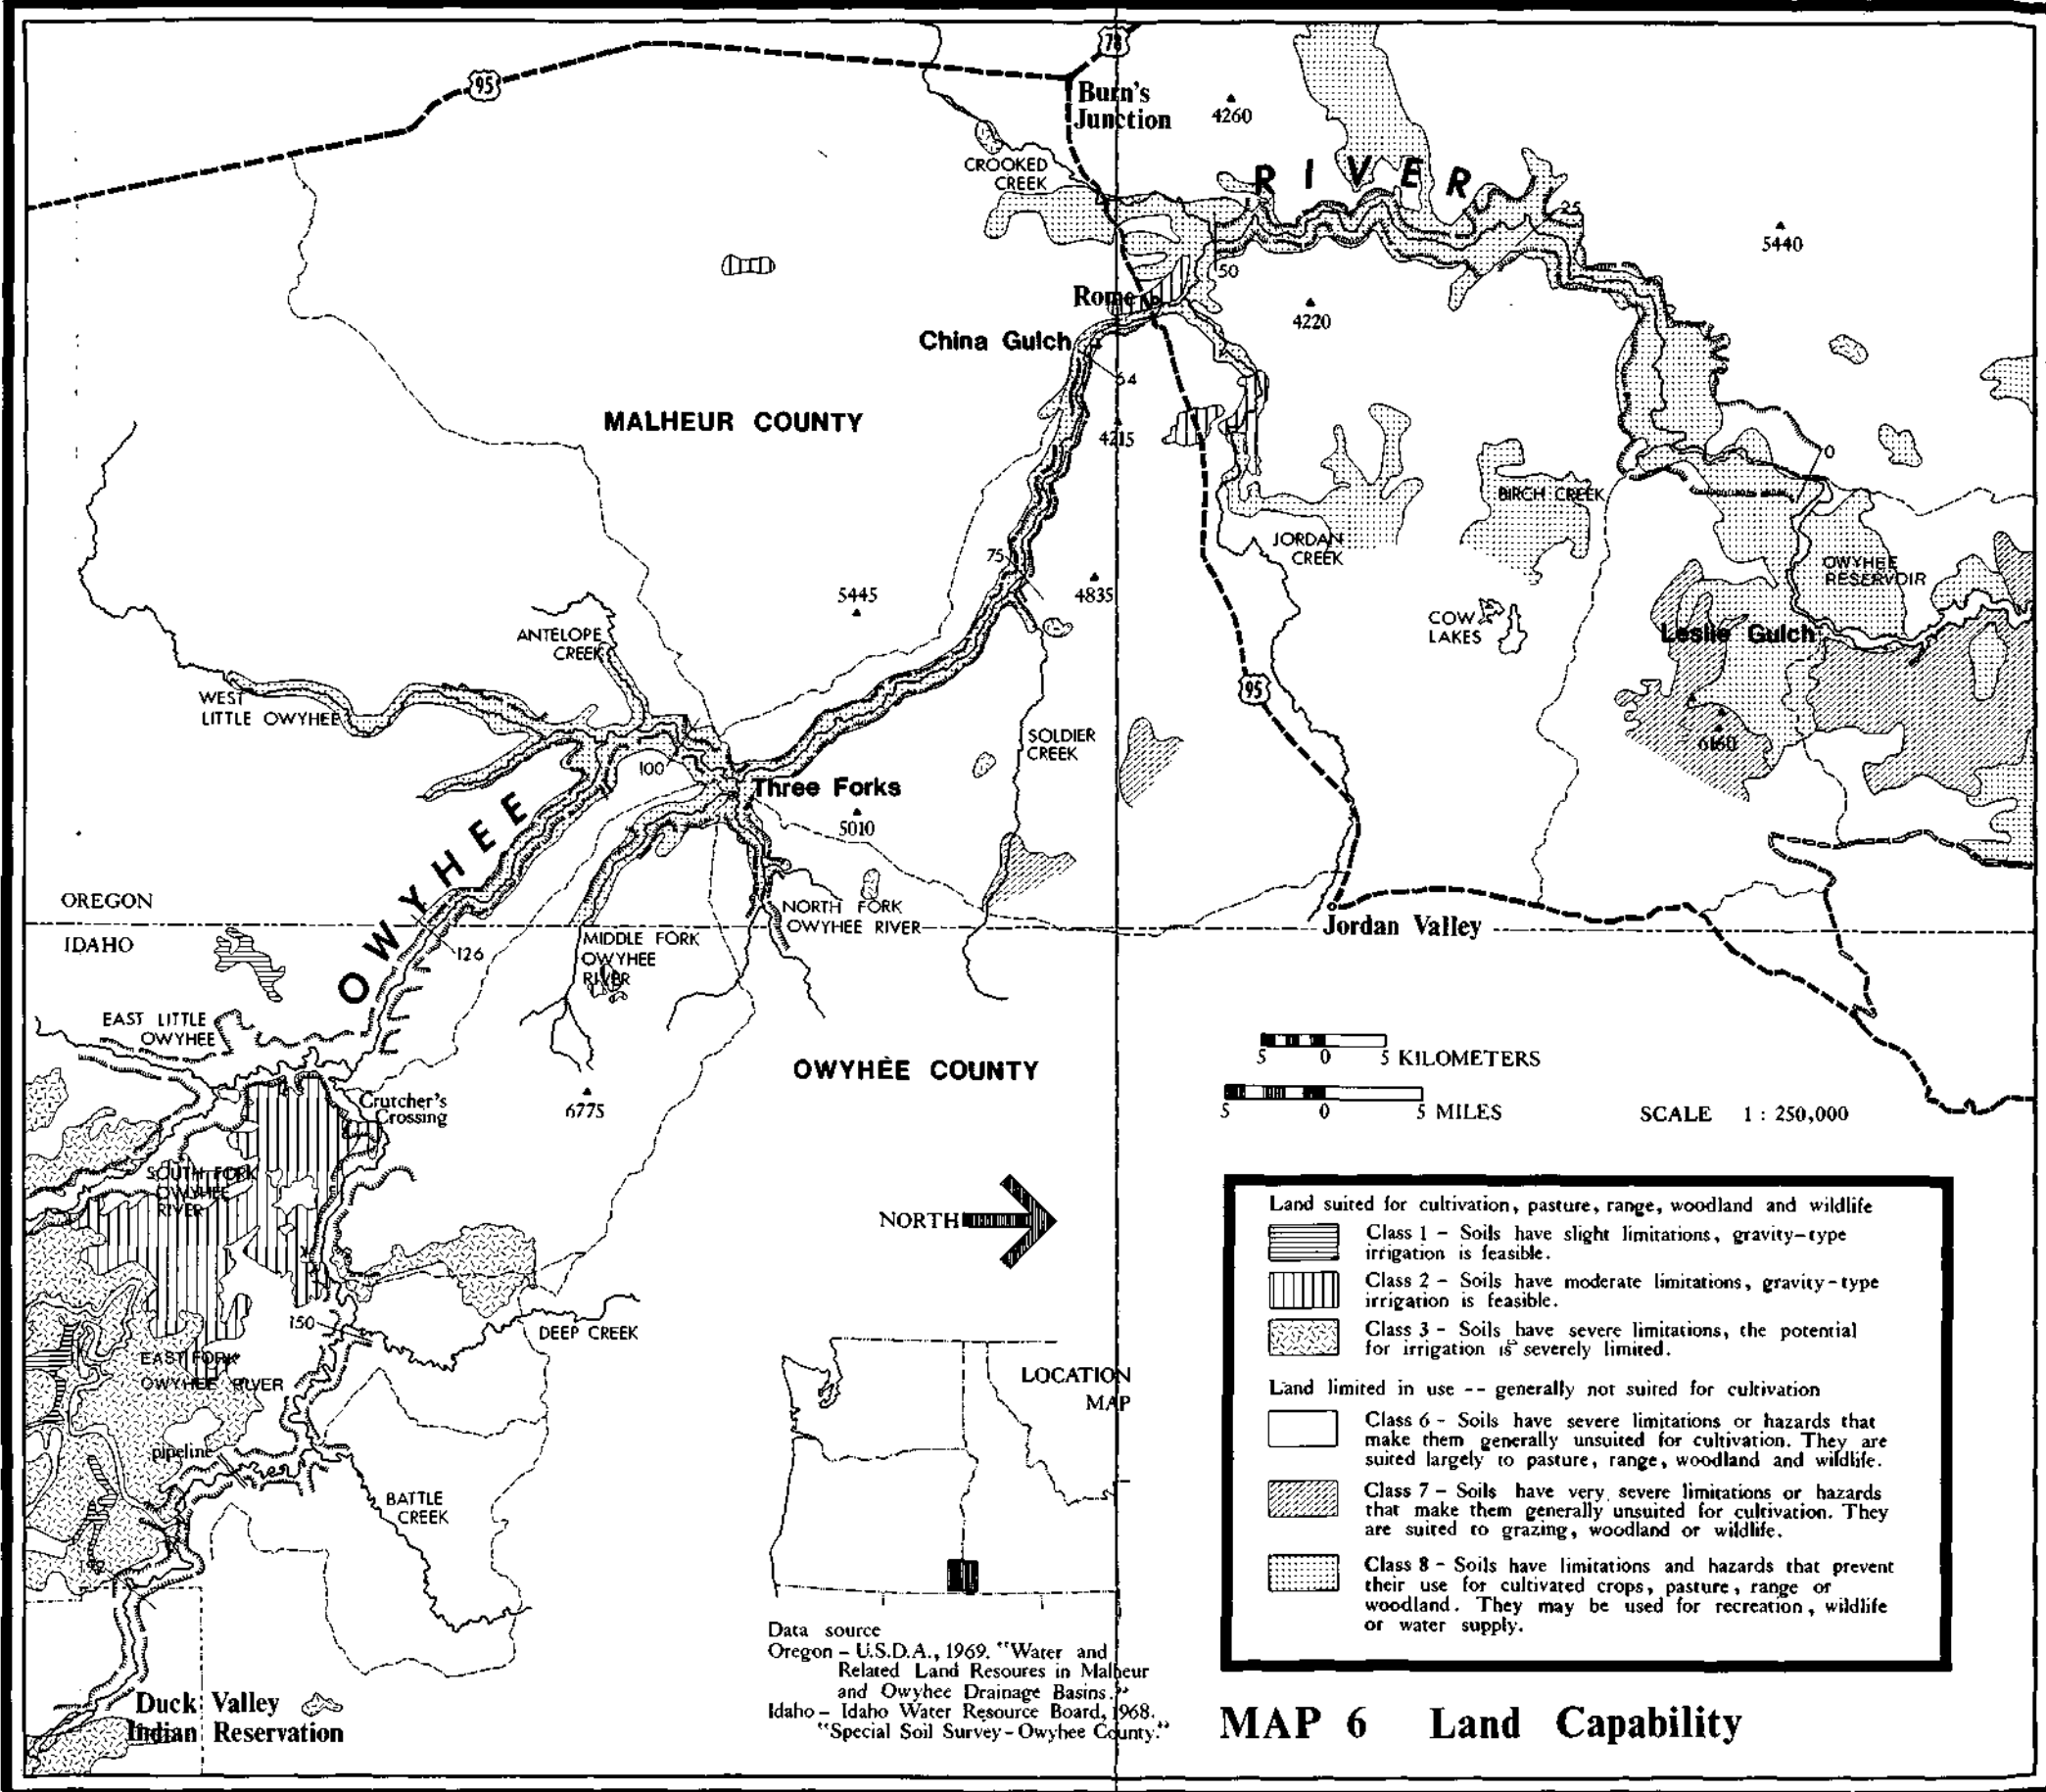 78
95
Burn's
Junction
4260
CROOKED
CREEK
RIVER
25
5440
50
Rome
4220
China Gulch
54
MALHEUR COUNTY
4215
0
BIRCH CREEK
75
JORDAN
CREEK
OWYHEE
RESERVOIR
5445
4835
COW
LAKES
ANTELOPE
CREEK
Leslie Gulch
95
WEST
LITTLE OWYHEE
SOLDIER
CREEK
6160
100
Three Forks
5010
OWYHEE
OREGON
NORTH FORK
OWYHEE RIVER
Jordan Valley
IDAHO
126
MIDDLE FORK
OWYHEE
RIVER
EAST LITTLE
OWYHEE
5 0 5 KILOMETERS
OWYHEE COUNTY
Crutcher's
Crossing
6775
5 0 5 MILES
SCALE 1 : 250,000
SOUTH FORK
OWYHEE
RIVER
NORTH
Land suited for cultivation, pasture, range, woodland and wildlife
Class 1 - Soils have slight limitations, gravity-type
irrigation is feasible.
Class 2 - Soils have moderate limitations, gravity-type
irrigation is feasible.
Class 3 - Soils have severe limitations, the potential
for irrigation is severely limited.
Land limited in use -- generally not suited for cultivation
Class 6 - Soils have severe limitations or hazards that
make them generally unsuited for cultivation. They are
suited largely to pasture, range, woodland and wildlife.
Class 7 - Soils have very severe limitations or hazards
that make them generally unsuited for cultivation. They
are suited to grazing, woodland or wildlife.
Class 8 - Soils have limitations and hazards that prevent
their use for cultivated crops, pasture, range or
woodland. They may be used for recreation, wildlife
or water supply.
150
DEEP CREEK
EAST FORK
OWYHEE RIVER
LOCATION
MAP
pipeline
BATTLE
CREEK
Data source
Oregon - U.S.D.A., 1969. "Water and
Related Land Resoures in Malheur
and Owyhee Drainage Basins."
Idaho - Idaho Water Resource Board, 1968.
"Special Soil Survey - Owyhee County."
Duck Valley
Indian Reservation
MAP 6 Land Capability